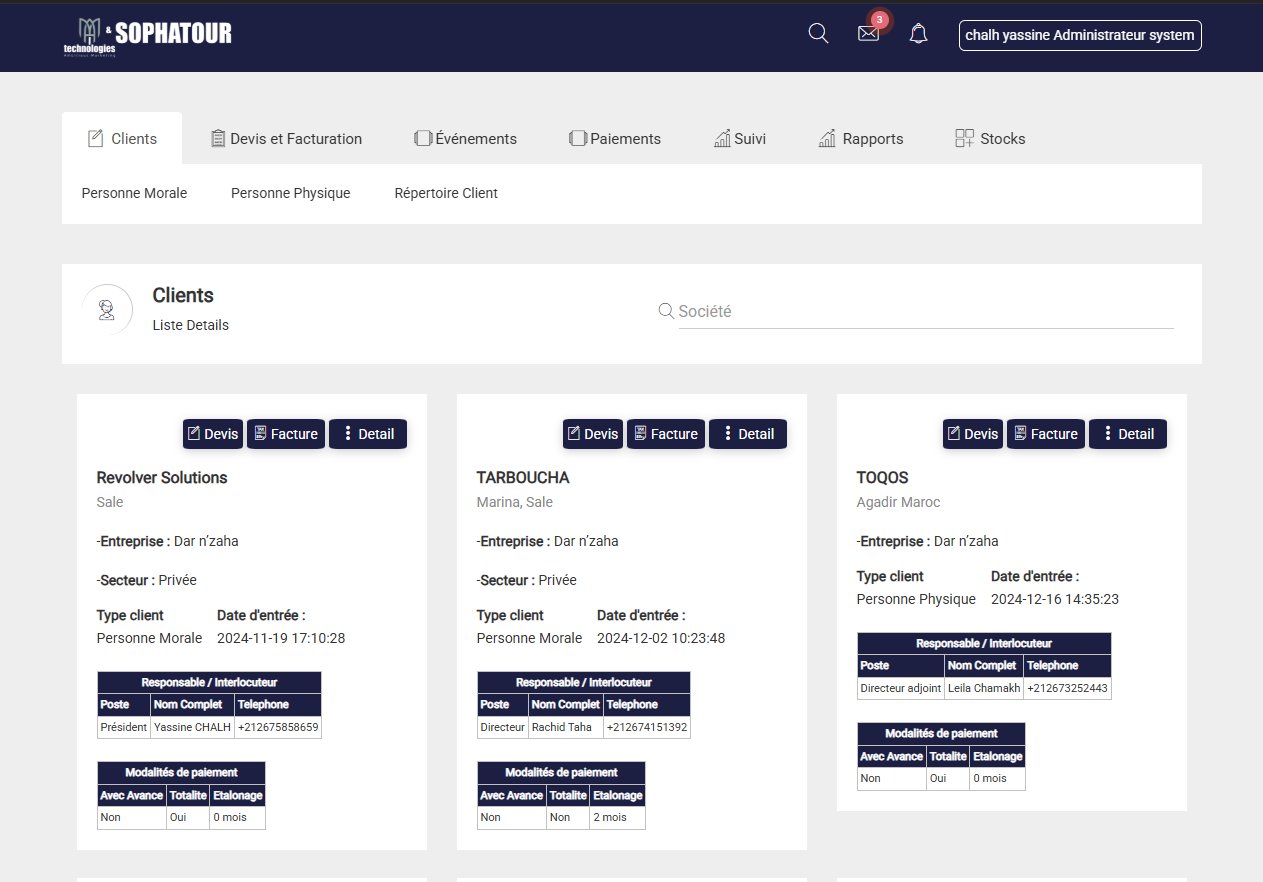 & SOPHATOUR
technologies
Ambitious Marketing
3
chalh yassine Administrateur system
Clients
Devis et Facturation
Événements
Paiements
Suivi
Rapports
Stocks
Personne Morale
Personne Physique
Répertoire Client
Clients
Liste Details
Société
Devis
Facture
Detail
Revolver Solutions
Sale
-Entreprise : Dar n’zaha
-Secteur : Privée
Type client Date d'entrée :
Personne Morale 2024-11-19 17:10:28
Responsable / Interlocuteur
Poste Nom Complet Telephone
Président Yassine CHALH +212675858659
Modalités de paiement
Avec Avance Totalite Etalonage
Non Oui 0 mois
Devis
Facture
Detail
TARBOUCHA
Marina, Sale
-Entreprise : Dar n’zaha
-Secteur : Privée
Type client Date d'entrée :
Personne Morale 2024-12-02 10:23:48
Responsable / Interlocuteur
Poste Nom Complet Telephone
Directeur Rachid Taha +212674151392
Modalités de paiement
Avec Avance Totalite Etalonage
Non Non 2 mois
Devis
Facture
Detail
TOQOS
Agadir Maroc
-Entreprise : Dar n’zaha
Type client Date d'entrée :
Personne Physique 2024-12-16 14:35:23
Responsable / Interlocuteur
Poste Nom Complet Telephone
Directeur adjoint Leila Chamakh +212673252443
Modalités de paiement
Avec Avance Totalite Etalonage
Non Oui 0 mois